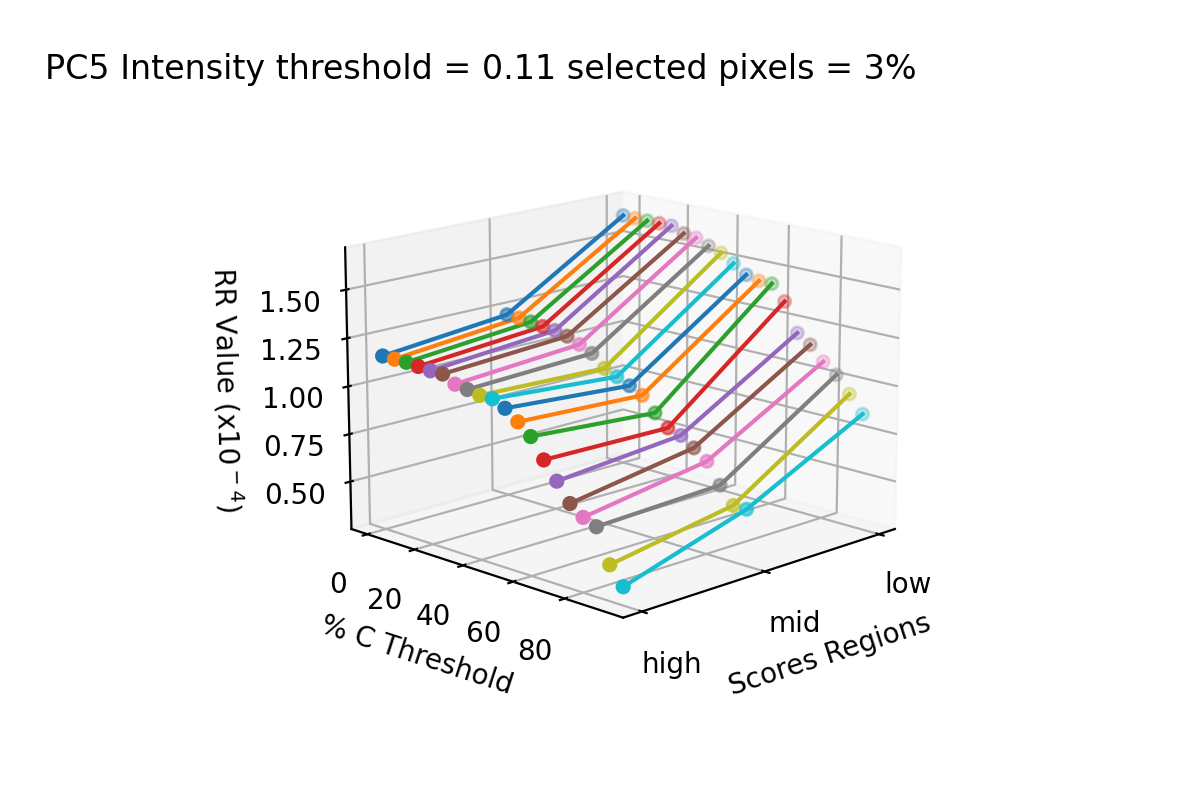 PC5 Intensity threshold = 0.11 selected pixels = 3%
RR Value (x10⁻⁴)
1.50
1.25
1.00
0.75
0.50
0
20
40
60
80
% C Threshold
high
mid
low
Scores Regions